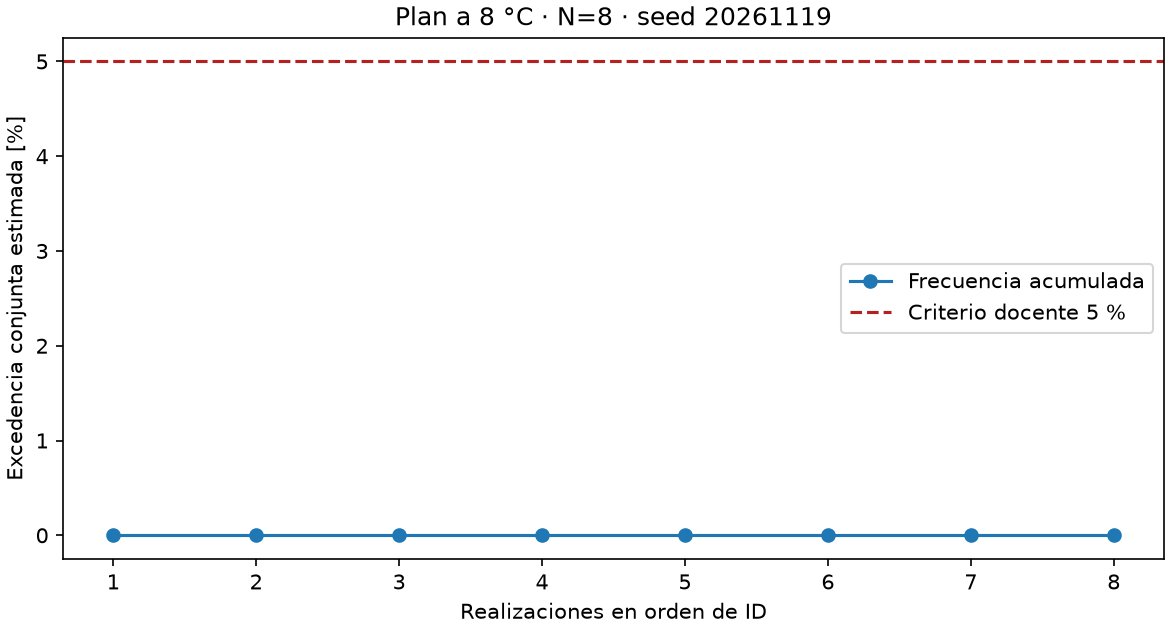 Plan a 8 °C · N=8 · seed 20261119
Excedencia conjunta estimada [%]
5
4
3
2
1
0
Frecuencia acumulada
Criterio docente 5 %
1 2 3 4 5 6 7 8
Realizaciones en orden de ID